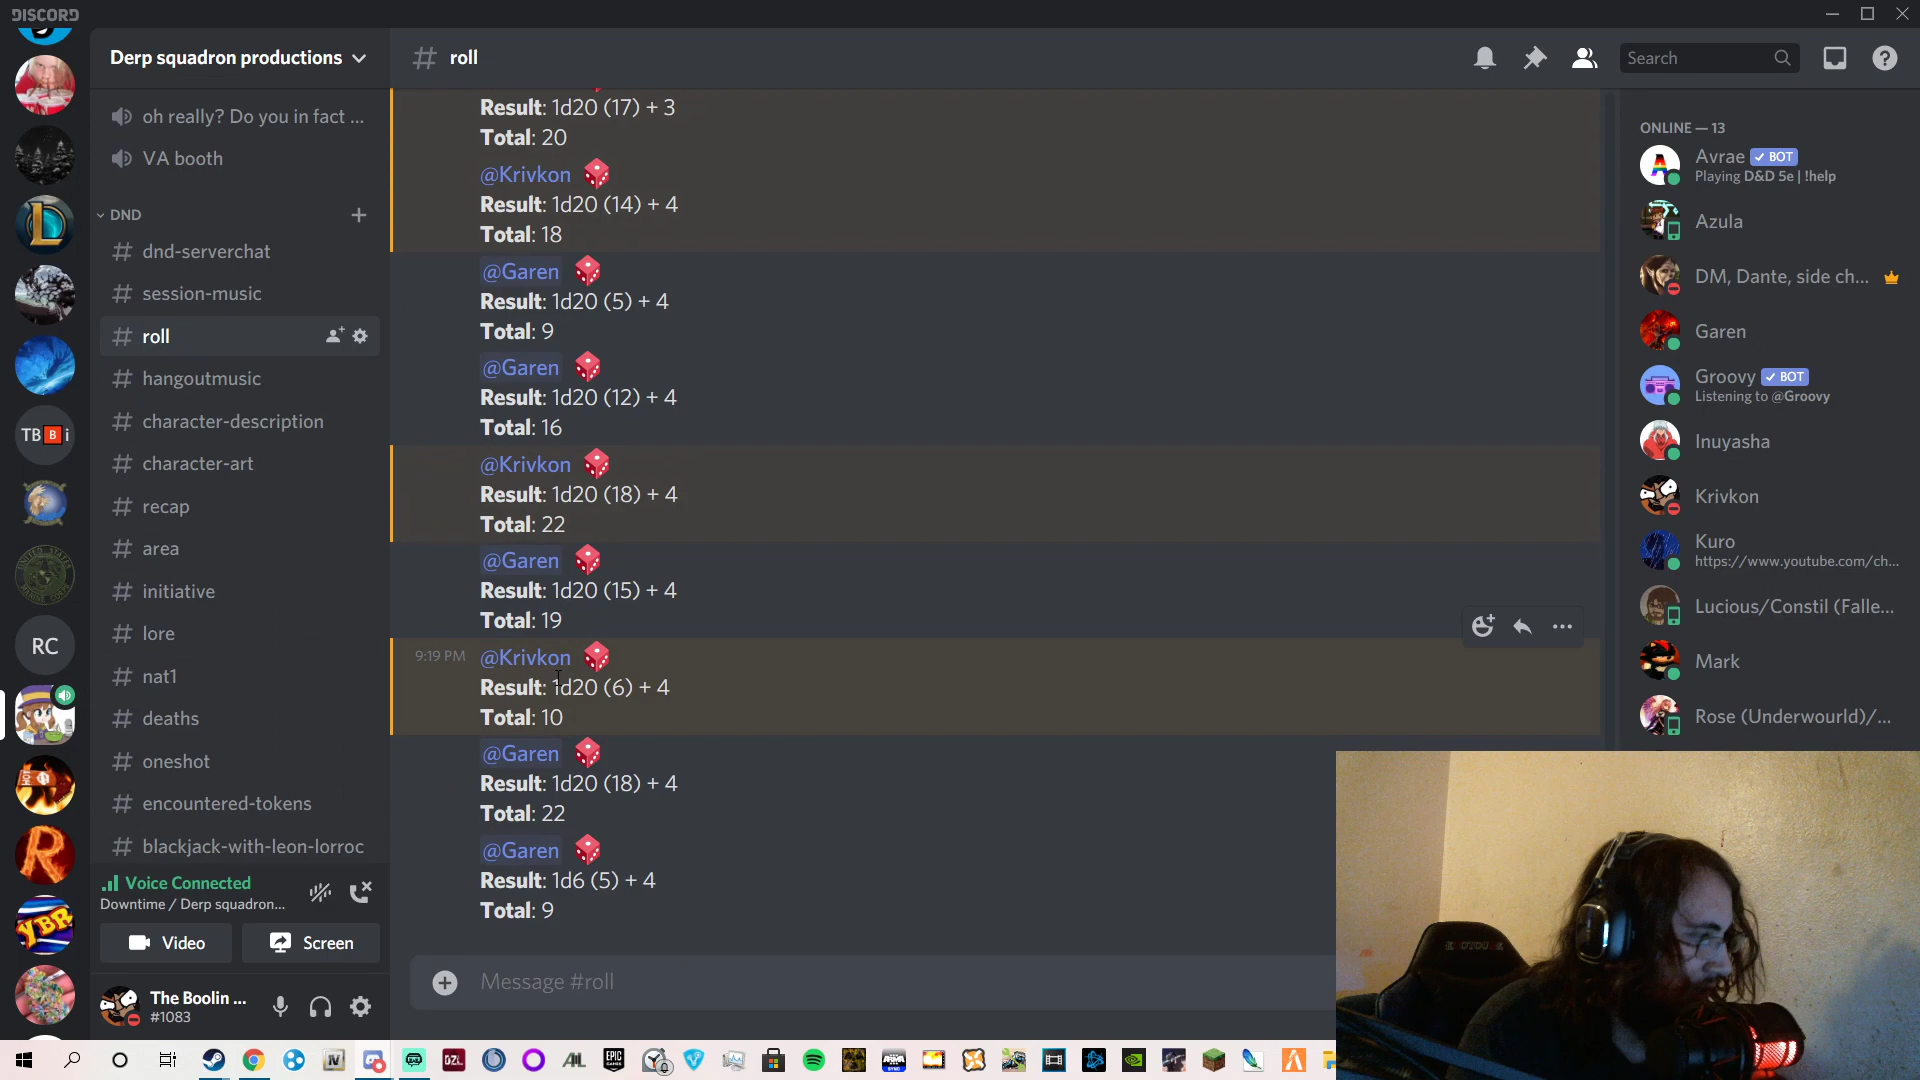 DISCORD
Derp squadron productions
roll
Search
oh really? Do you in fact ...
VA booth
DND
dnd-serverchat
session-music
roll
hangoutmusic
character-description
character-art
recap
area
initiative
lore
nat1
deaths
oneshot
encountered-tokens
blackjack-with-leon-lorroc
Voice Connected
Downtime / Derp squadron...
Video
Screen
The Boolin ...
#1083
TB B i
RC
YBR
Result: 1d20 (17) + 3
Total: 20
@Krivkon
Result: 1d20 (14) + 4
Total: 18
@Garen
Result: 1d20 (5) + 4
Total: 9
@Garen
Result: 1d20 (12) + 4
Total: 16
@Krivkon
Result: 1d20 (18) + 4
Total: 22
@Garen
Result: 1d20 (15) + 4
Total: 19
9:19 PM @Krivkon
Result: 1d20 (6) + 4
Total: 10
@Garen
Result: 1d20 (18) + 4
Total: 22
@Garen
Result: 1d6 (5) + 4
Total: 9
Message #roll
ONLINE — 13
Avrae BOT
Playing D&D 5e | !help
Azula
DM, Dante, side ch...
Garen
Groovy BOT
Listening to @Groovy
Inuyasha
Krivkon
Kuro
https://www.youtube.com/ch...
Lucious/Constil (Falle...
Mark
Rose (Underwourld)/...
DZL
AIL
EPIC GAMES